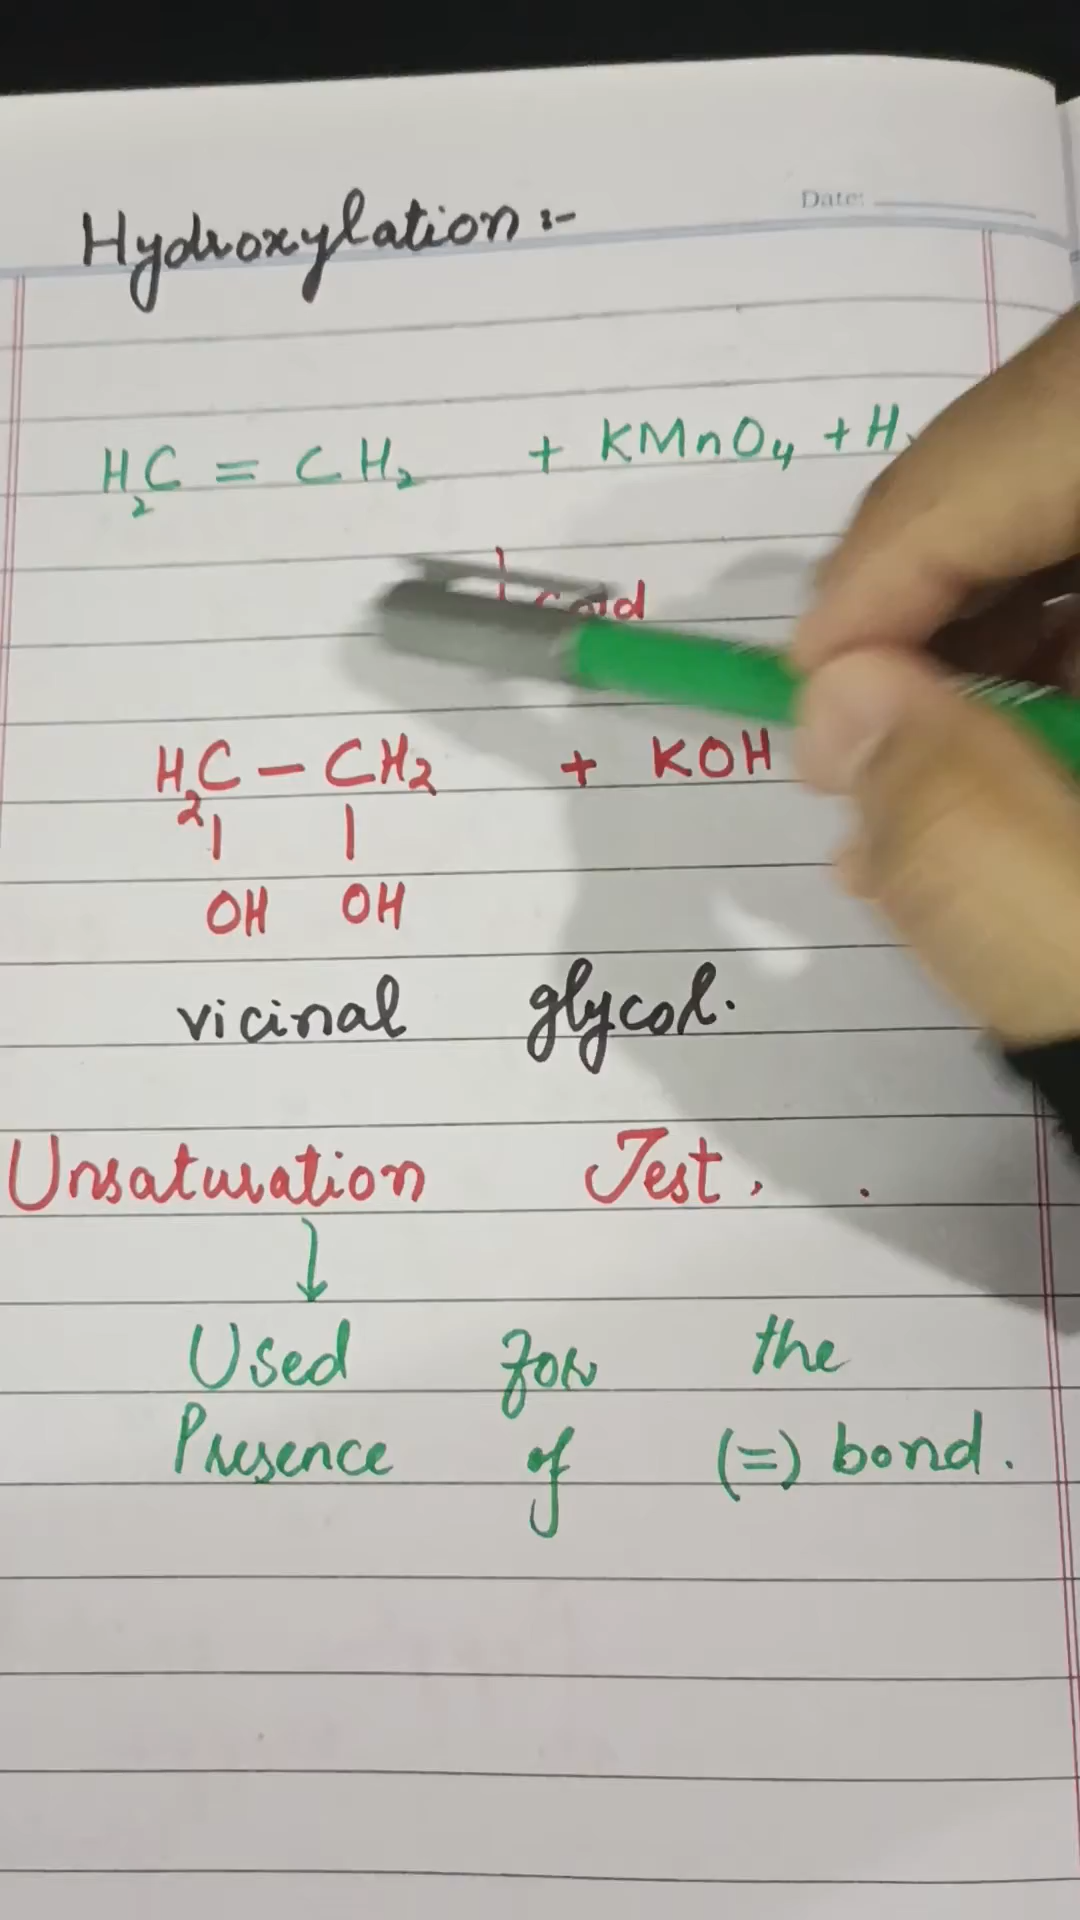 Date:
Hydroxylation :-
H₂C = CH₂ + KMnO₄ + H
cold
H₂C – CH₂ + KOH
OH OH
vicinal glycol.
Unsaturation Test.
Used for the
Presence of (=) bond.